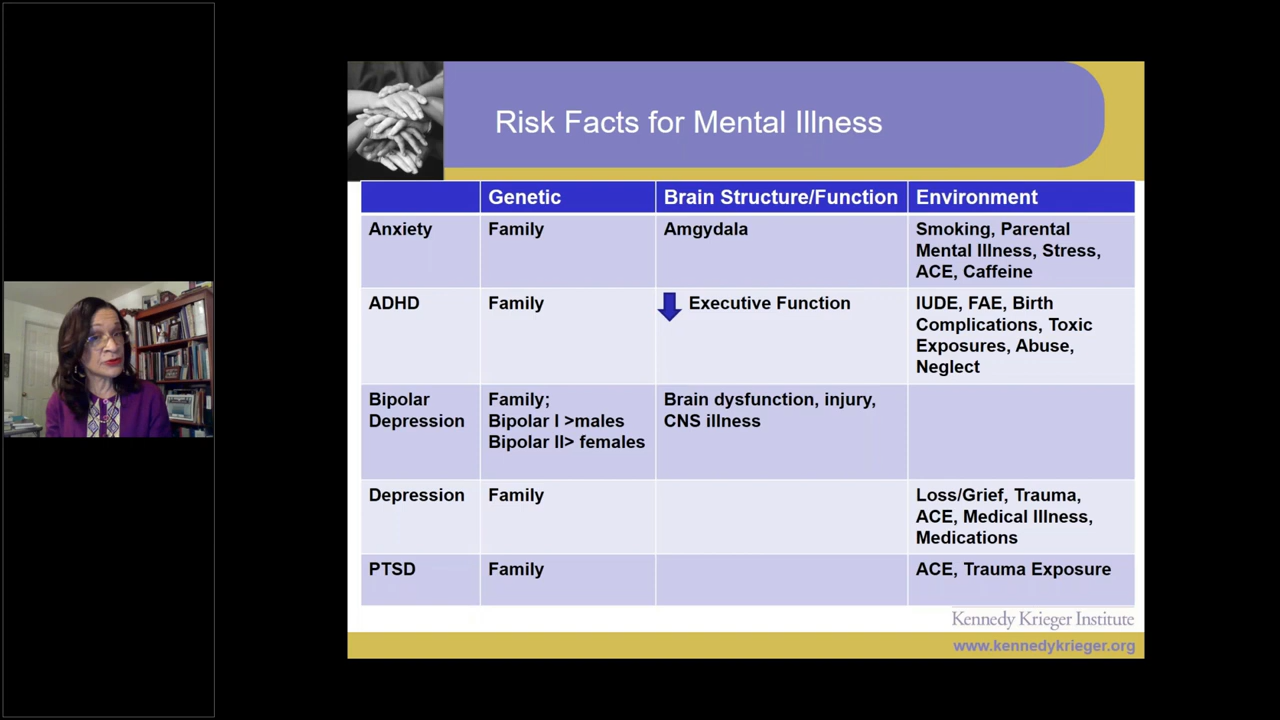 Risk Facts for Mental Illness
Genetic
Brain Structure/Function
Environment
Anxiety
Family
Amgydala
Smoking, Parental
Mental Illness, Stress,
ACE, Caffeine
ADHD
Family
Executive Function
IUDE, FAE, Birth
Complications, Toxic
Exposures, Abuse,
Neglect
Bipolar
Depression
Family;
Bipolar I >males
Bipolar II> females
Brain dysfunction, injury,
CNS illness
Depression
Family
Loss/Grief, Trauma,
ACE, Medical Illness,
Medications
PTSD
Family
ACE, Trauma Exposure
Kennedy Krieger Institute
www.kennedykrieger.org